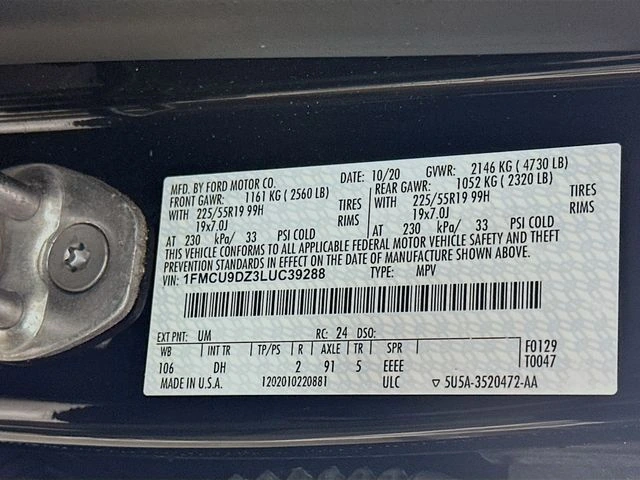 MFD. BY FORD MOTOR CO. DATE: 10/20 GVWR: 2146 KG ( 4730 LB)
FRONT GAWR: 1161 KG ( 2560 LB) REAR GAWR: 1052 KG ( 2320 LB)
WITH 225/55R19 99H TIRES WITH 225/55R19 99H TIRES
19x7.0J RIMS 19x7.0J RIMS
AT 230 kPa/ 33 PSI COLD AT 230 kPa/ 33 PSI COLD
THIS VEHICLE CONFORMS TO ALL APPLICABLE FEDERAL MOTOR VEHICLE SAFETY AND THEFT
PREVENTION STANDARDS IN EFFECT ON THE DATE OF MANUFACTURE SHOWN ABOVE.
VIN: 1FMCU9DZ3LUC39288 TYPE: MPV
EXT PNT: UM RC: 24 DSO:
WB INT TR TP/PS R AXLE TR SPR F0129
106 DH 2 91 5 EEEE T0047
MADE IN U.S.A. 1202010220881 ULC ▽ 5U5A-3520472-AA